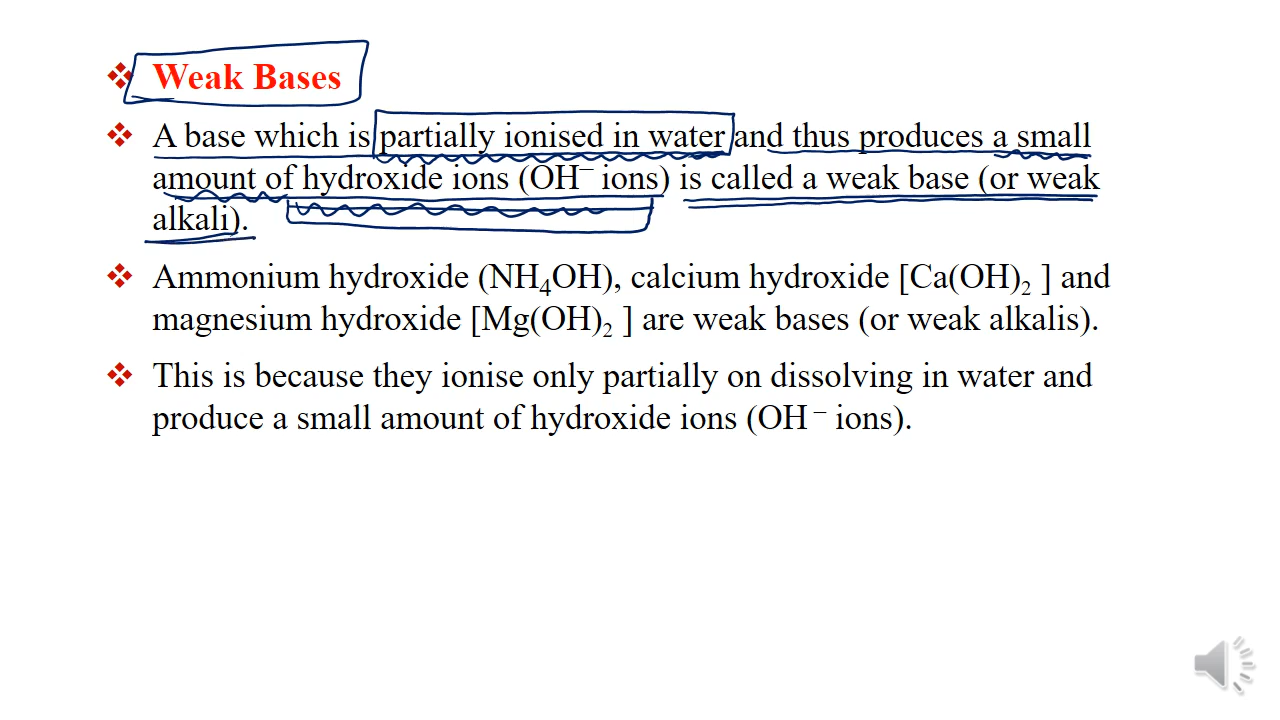 Weak Bases
A base which is partially ionised in water and thus produces a small
amount of hydroxide ions (OH⁻ ions) is called a weak base (or weak
alkali).
Ammonium hydroxide (NH₄OH), calcium hydroxide [Ca(OH)₂ ] and
magnesium hydroxide [Mg(OH)₂ ] are weak bases (or weak alkalis).
This is because they ionise only partially on dissolving in water and
produce a small amount of hydroxide ions (OH ⁻ ions).